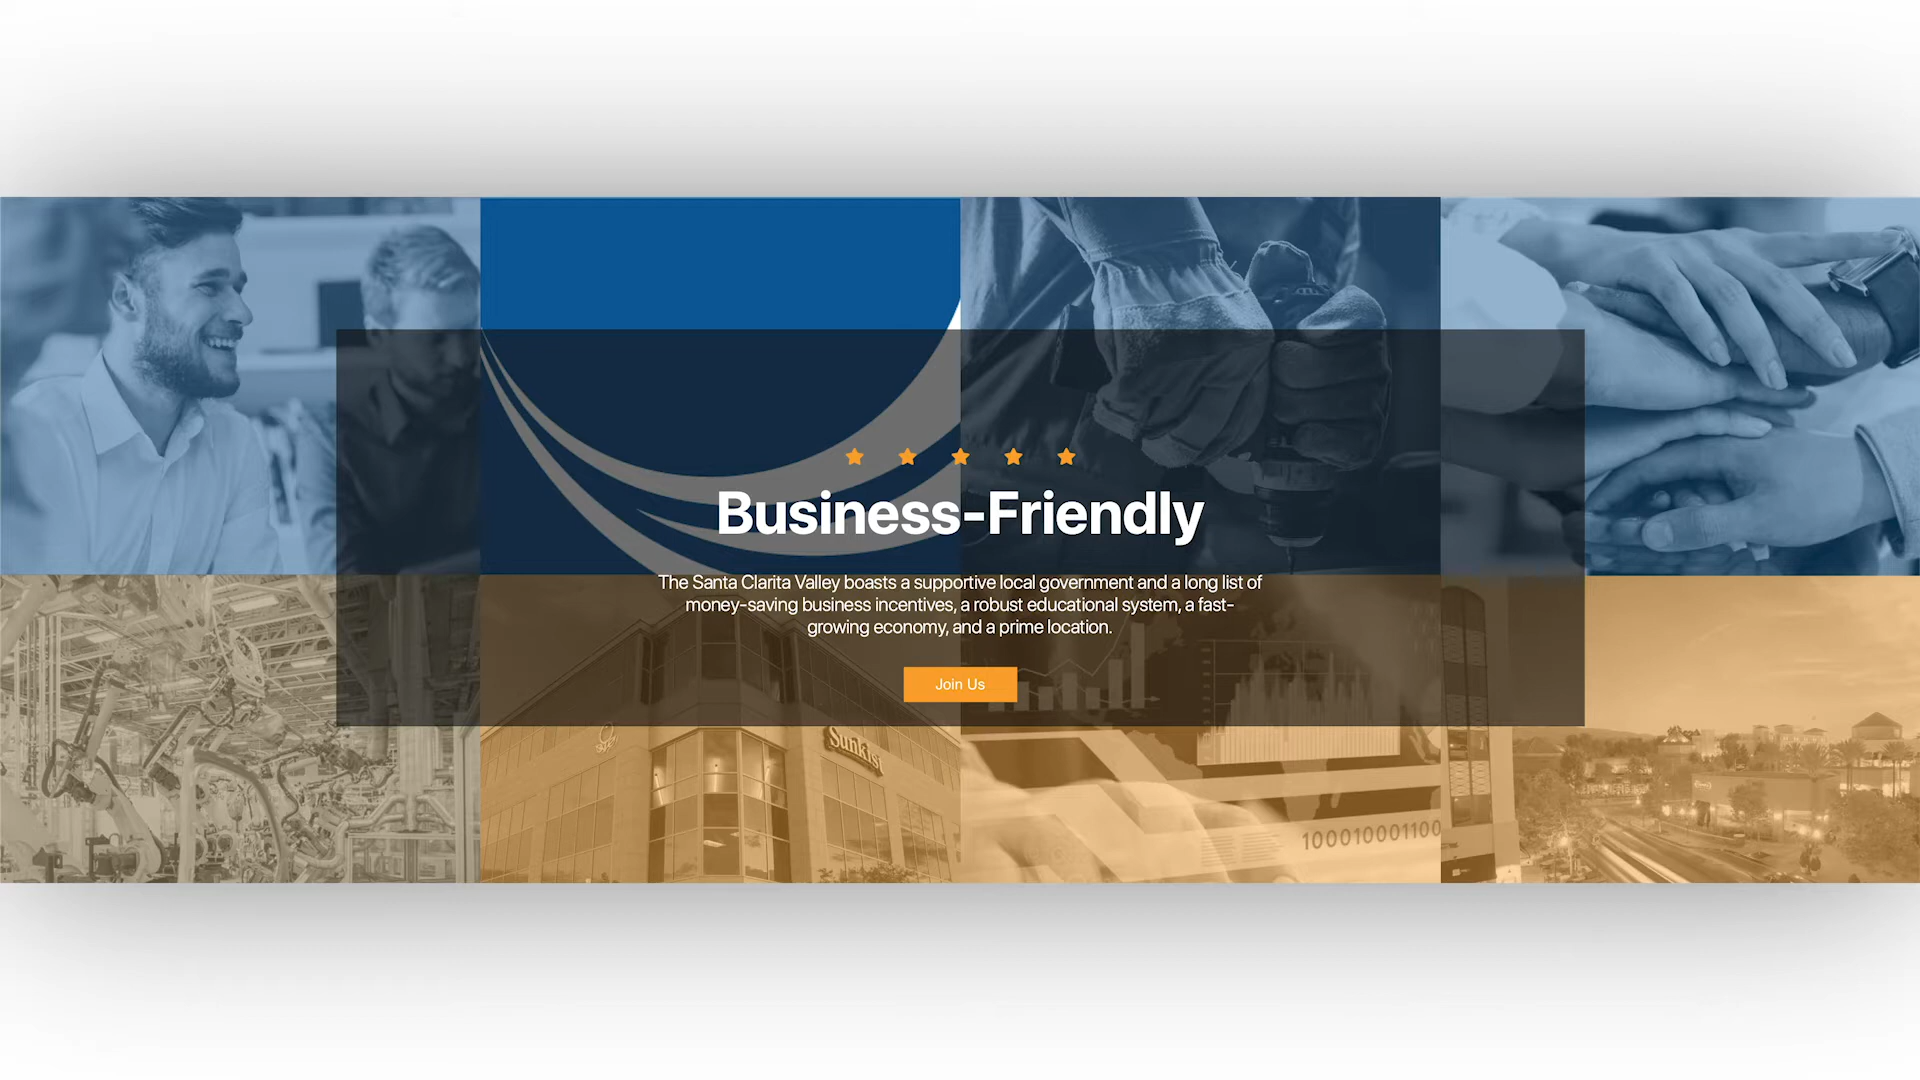 Business-Friendly
The Santa Clarita Valley boasts a supportive local government and a long list of
money-saving business incentives, a robust educational system, a fast-
growing economy, and a prime location.
Join Us
Sunkist
100010001100